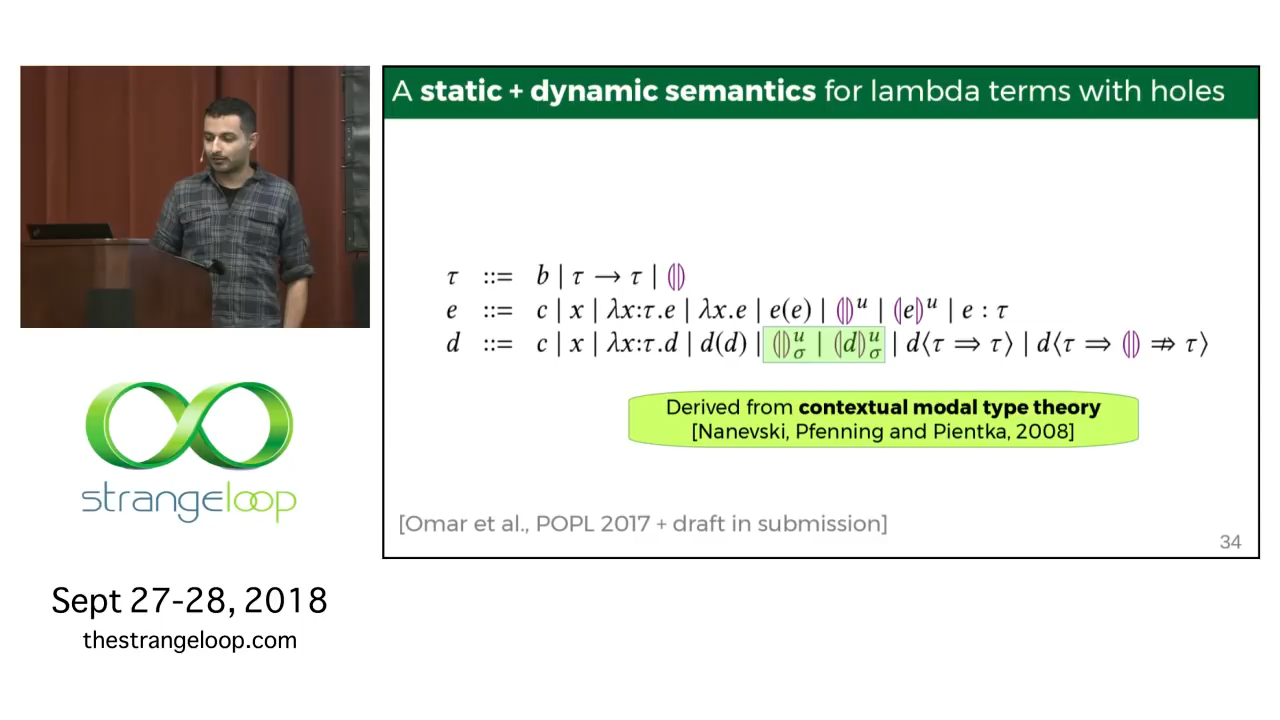 A static + dynamic semantics for lambda terms with holes
τ ::= b | τ → τ | ⦇⦈
e ::= c | x | λx:τ.e | λx.e | e(e) | ⦇⦈ᵘ | ⦇e⦈ᵘ | e : τ
d ::= c | x | λx:τ.d | d(d) | ⦇⦈ᵘσ | ⦇d⦈ᵘσ | d⟨τ ⇒ τ⟩ | d⟨τ ⇒ ⦇⦈ ⇏ τ⟩
Derived from contextual modal type theory
[Nanevski, Pfenning and Pientka, 2008]
[Omar et al., POPL 2017 + draft in submission]
34
strangeloop
Sept 27-28, 2018
thestrangeloop.com